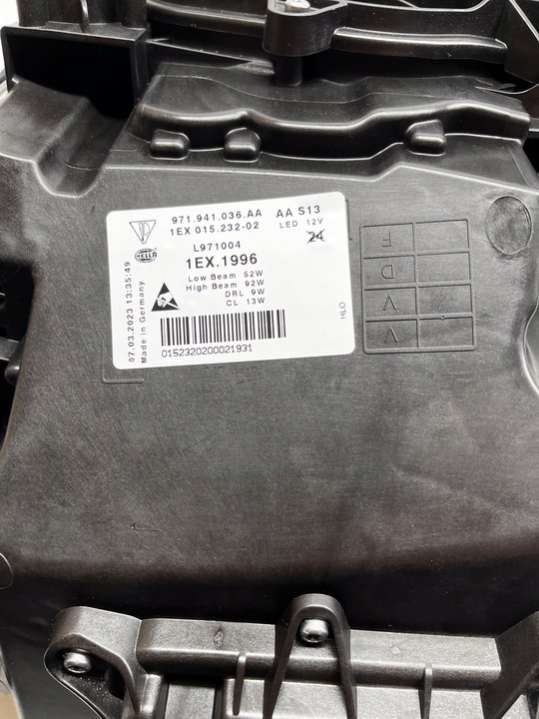 971.941.036.AA AA S13
1EX 015.232-02 LED 12V
24
HELLA
L971004
1EX.1996
Low Beam 52W
High Beam 92W
DRL 9W
CL 13W
07.03.2023 13:35:49
Made in Germany
0152320200021931
F
D
V
V